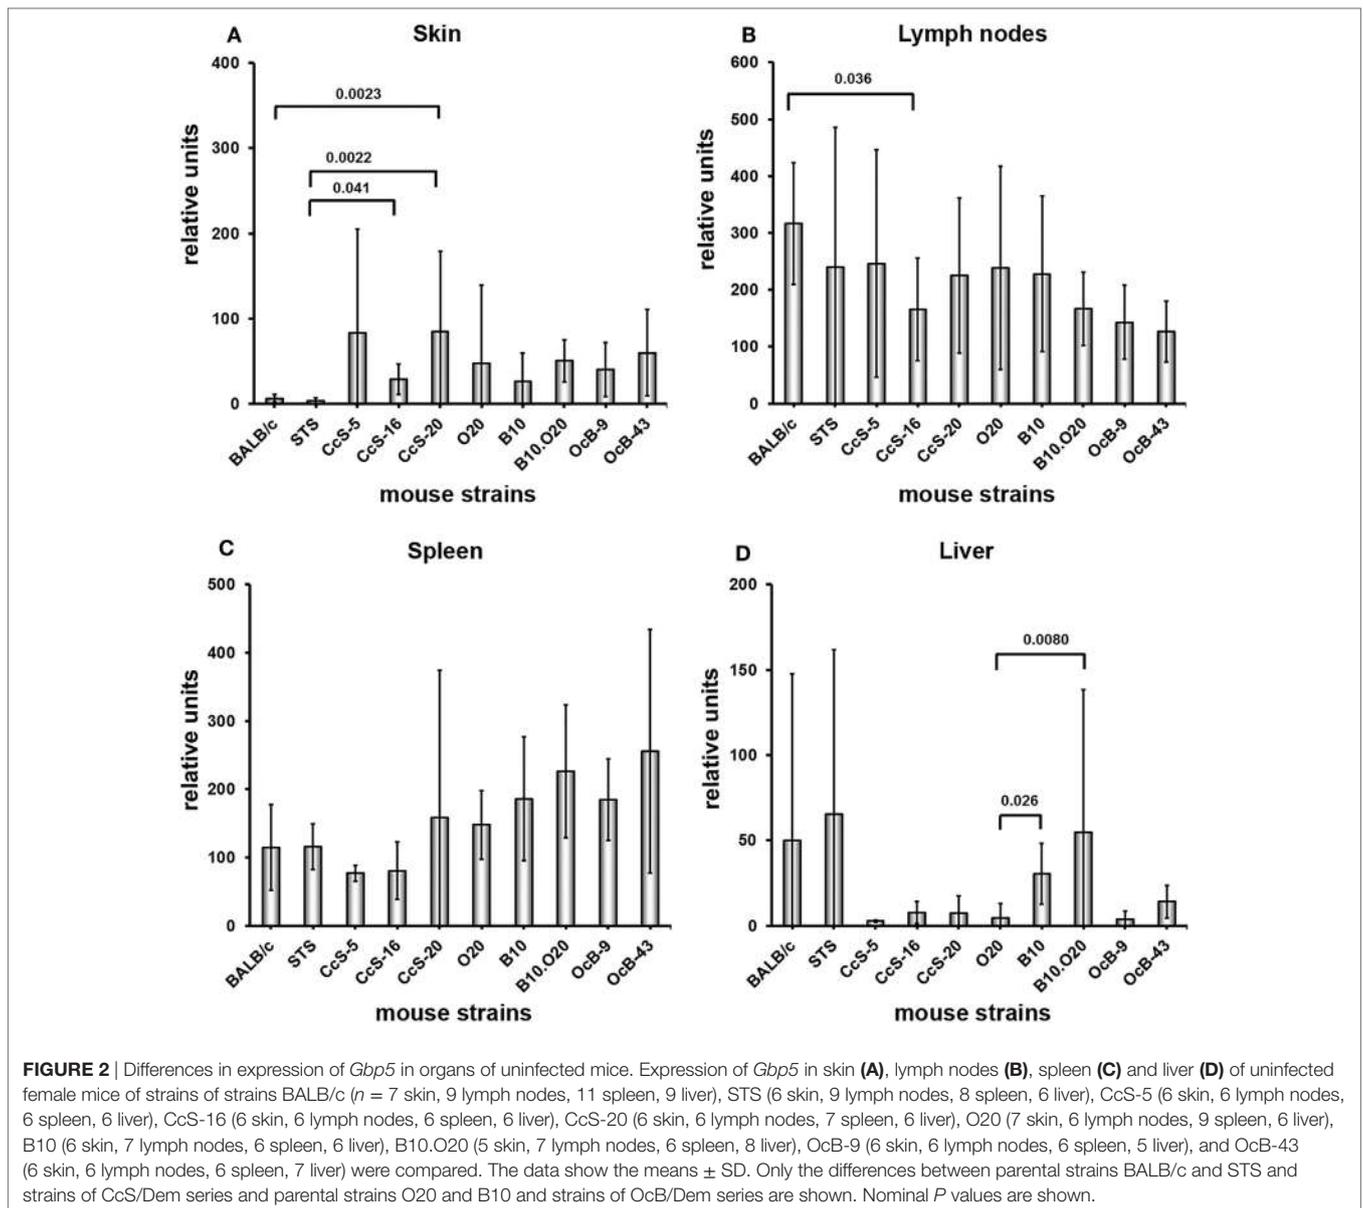 A
Skin
400
300
200
100
0
relative units
0.0023
0.0022
0.041
BALB/c
STS
CcS-5
CcS-16
CcS-20
O20
B10
B10.O20
OcB-9
OcB-43
mouse strains
B
Lymph nodes
600
500
400
300
200
100
0
relative units
0.036
BALB/c
STS
CcS-5
CcS-16
CcS-20
O20
B10
B10.O20
OcB-9
OcB-43
mouse strains
C
Spleen
500
400
300
200
100
0
relative units
BALB/c
STS
CcS-5
CcS-16
CcS-20
O20
B10
B10.O20
OcB-9
OcB-43
mouse strains
D
Liver
200
150
100
50
0
relative units
0.0080
0.026
BALB/c
STS
CcS-5
CcS-16
CcS-20
O20
B10
B10.O20
OcB-9
OcB-43
mouse strains
FIGURE 2 | Differences in expression of Gbp5 in organs of uninfected mice. Expression of Gbp5 in skin (A), lymph nodes (B), spleen (C) and liver (D) of uninfected
female mice of strains of strains BALB/c (n = 7 skin, 9 lymph nodes, 11 spleen, 9 liver), STS (6 skin, 9 lymph nodes, 8 spleen, 6 liver), CcS-5 (6 skin, 6 lymph nodes,
6 spleen, 6 liver), CcS-16 (6 skin, 6 lymph nodes, 6 spleen, 6 liver), CcS-20 (6 skin, 6 lymph nodes, 7 spleen, 6 liver), O20 (7 skin, 6 lymph nodes, 9 spleen, 6 liver),
B10 (6 skin, 7 lymph nodes, 6 spleen, 6 liver), B10.O20 (5 skin, 7 lymph nodes, 6 spleen, 8 liver), OcB-9 (6 skin, 6 lymph nodes, 6 spleen, 5 liver), and OcB-43
(6 skin, 6 lymph nodes, 6 spleen, 7 liver) were compared. The data show the means ± SD. Only the differences between parental strains BALB/c and STS and
strains of CcS/Dem series and parental strains O20 and B10 and strains of OcB/Dem series are shown. Nominal P values are shown.